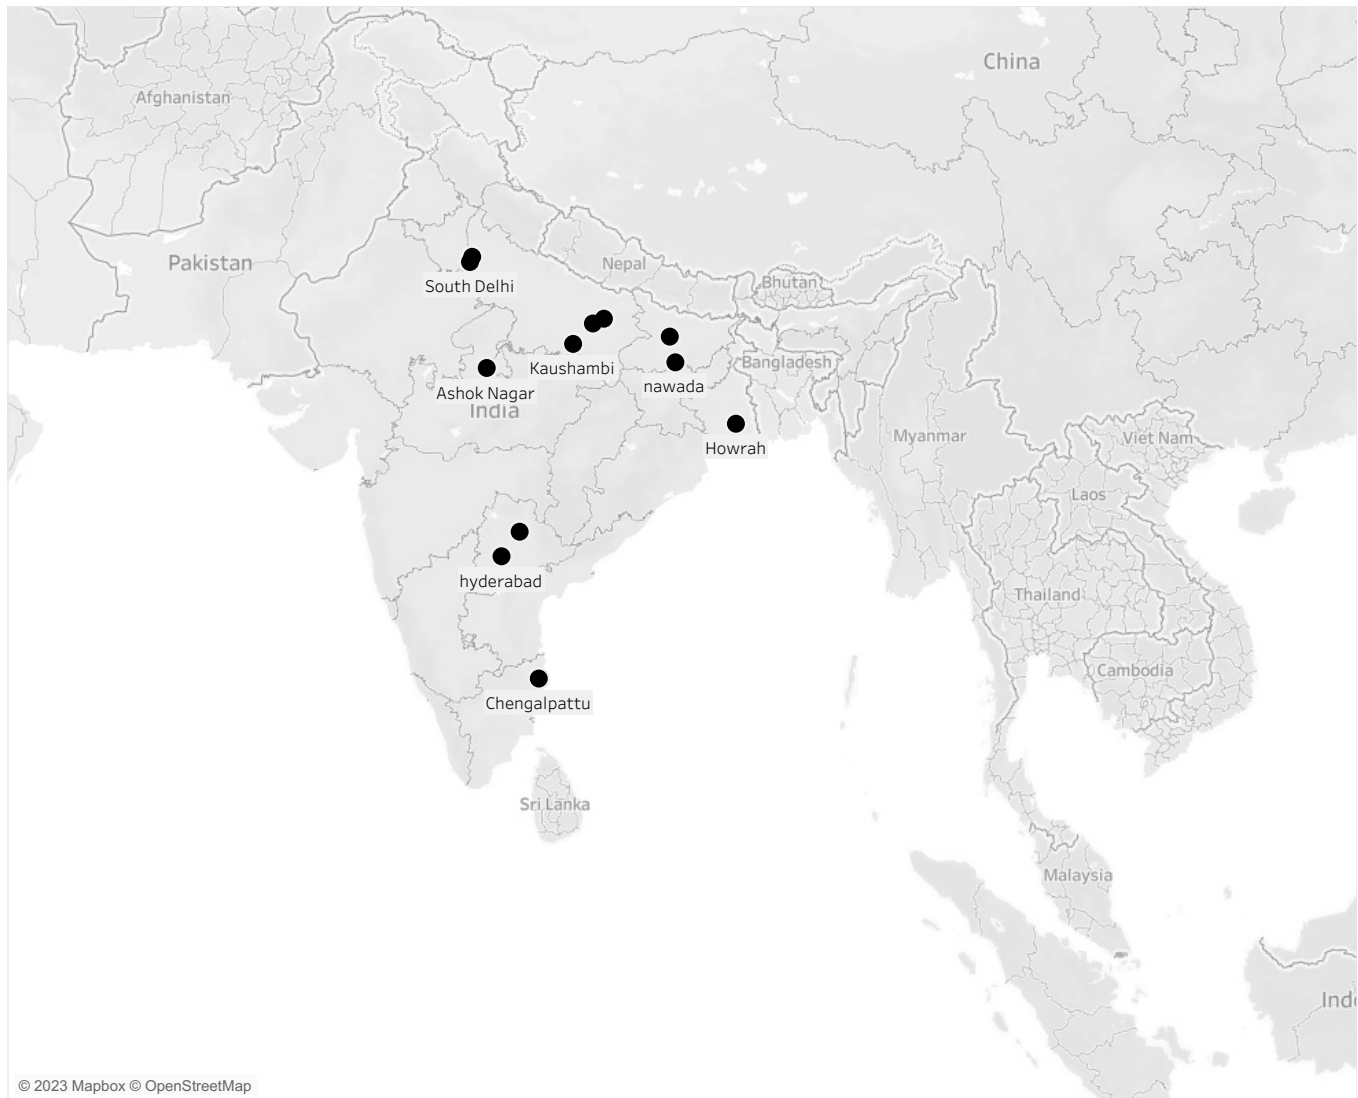 China
Afghanistan
Pakistan
Nepal
Bhutan
South Delhi
Bangladesh
Kaushambi
nawada
Ashok Nagar
India
Howrah
Myanmar
Viet Nam
Laos
hyderabad
Thailand
Cambodia
Chengalpattu
Sri Lanka
Malaysia
Ind
© 2023 Mapbox © OpenStreetMap